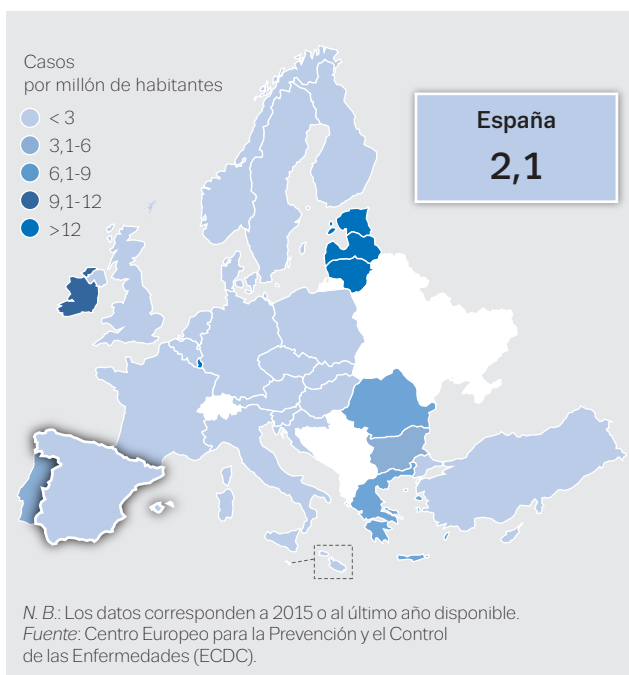 Casos
por millón de habitantes
< 3
3,1-6
6,1-9
9,1-12
>12
España
2,1
N. B.: Los datos corresponden a 2015 o al último año disponible.
Fuente: Centro Europeo para la Prevención y el Control
de las Enfermedades (ECDC).